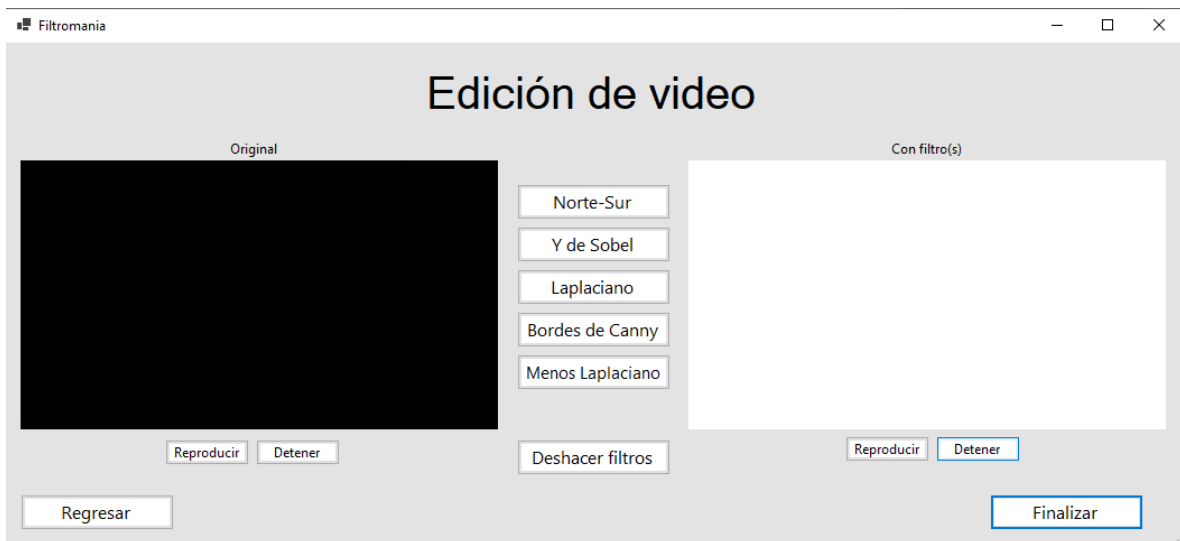 Filtromania
Edición de video
Original
Con filtro(s)
Norte-Sur
Y de Sobel
Laplaciano
Bordes de Canny
Menos Laplaciano
Reproducir
Detener
Deshacer filtros
Reproducir
Detener
Regresar
Finalizar